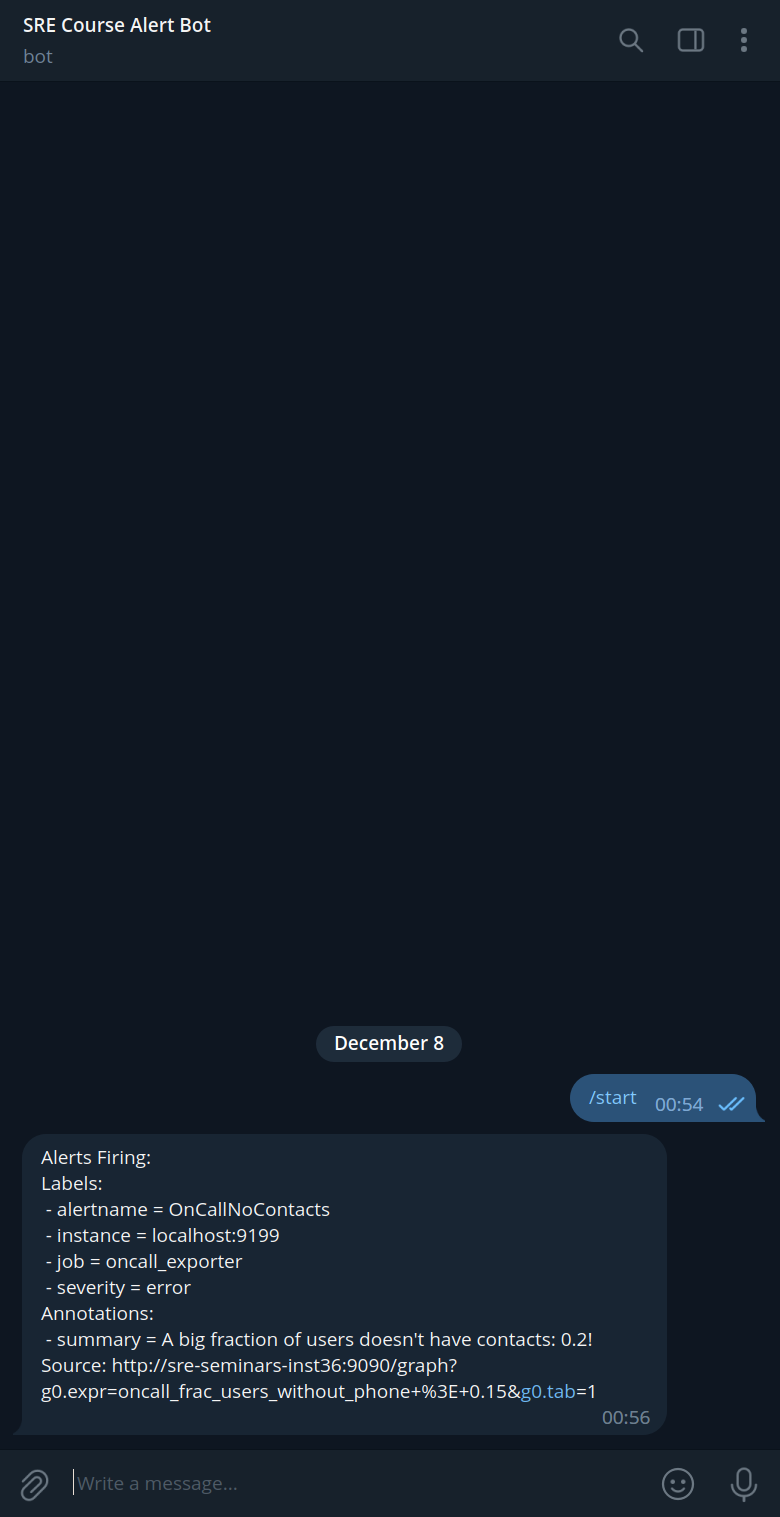 SRE Course Alert Bot
bot
December 8
/start 00:54
Alerts Firing:
Labels:
- alertname = OnCallNoContacts
- instance = localhost:9199
- job = oncall_exporter
- severity = error
Annotations:
- summary = A big fraction of users doesn't have contacts: 0.2!
Source: http://sre-seminars-inst36:9090/graph?
g0.expr=oncall_frac_users_without_phone+%3E+0.15&g0.tab=1
00:56
Write a message...